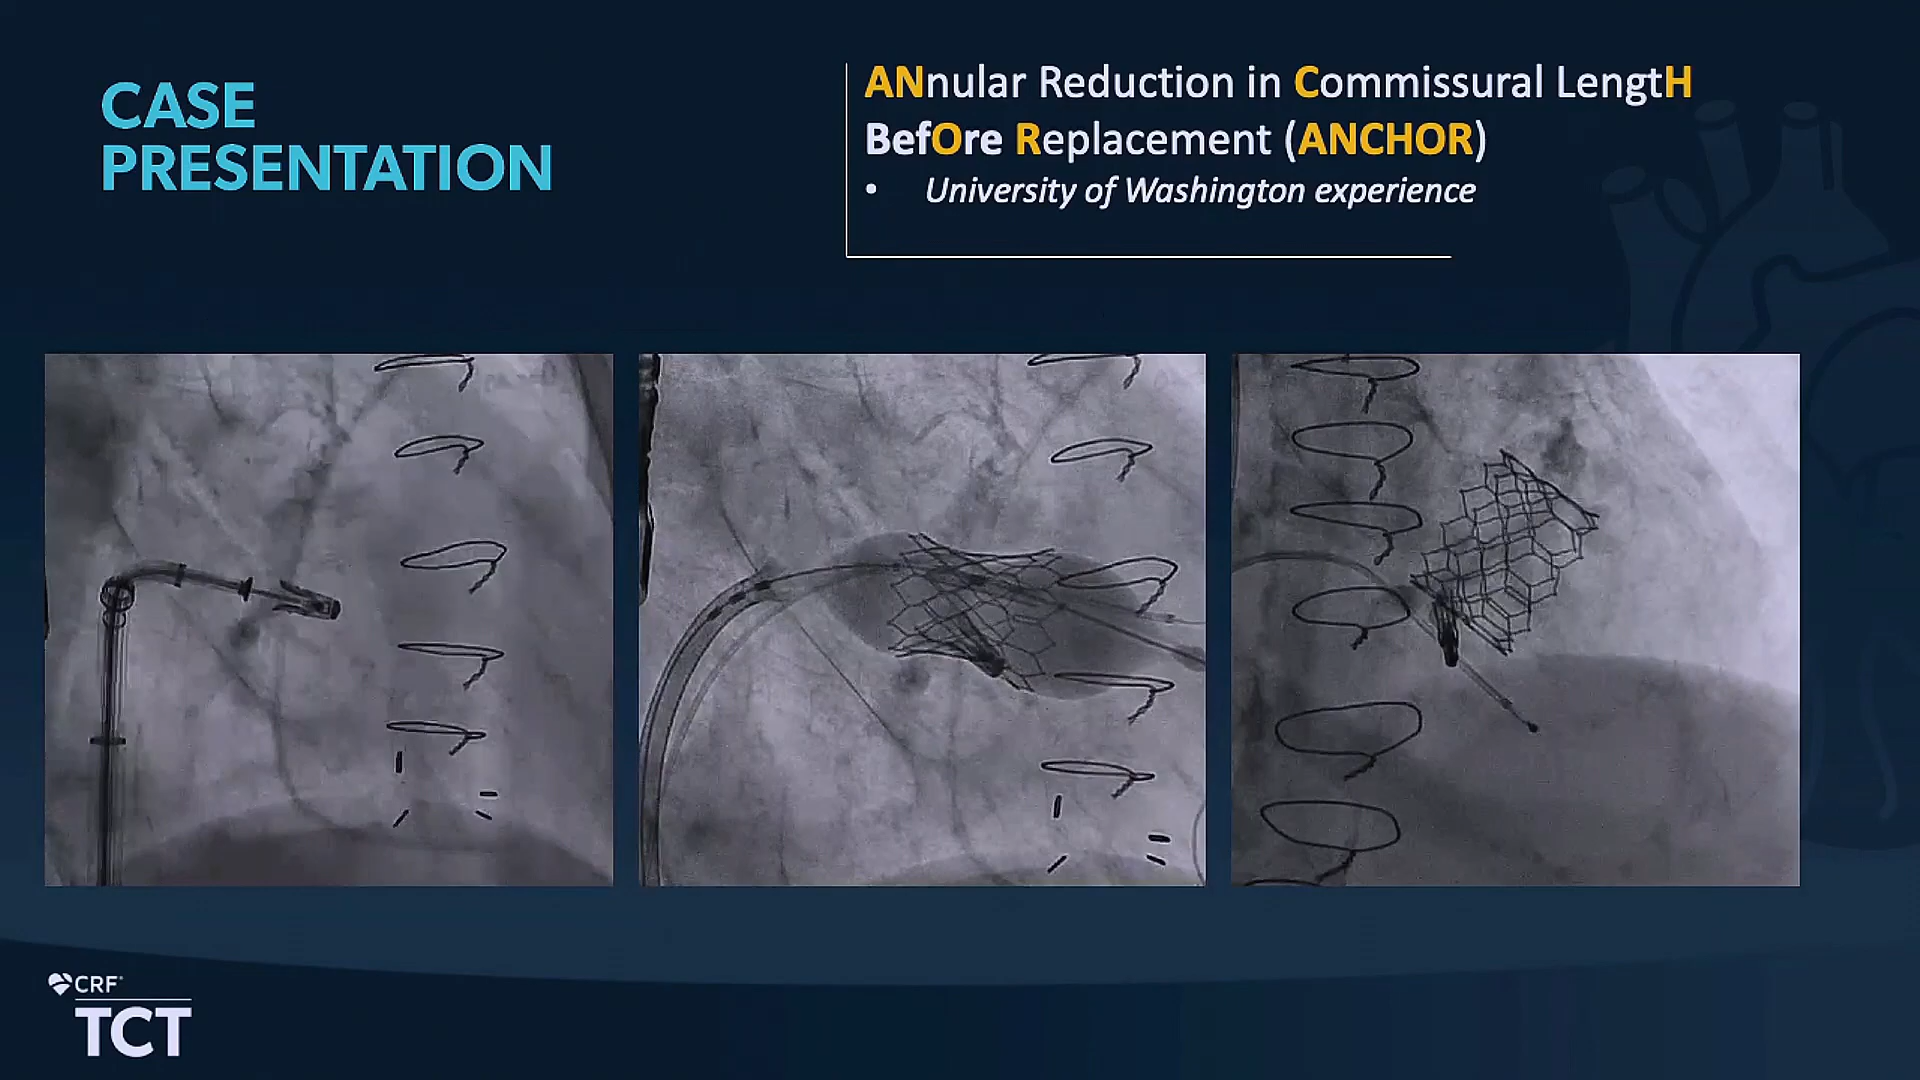 CASE
PRESENTATION
ANnular Reduction in Commissural LengtH
BefOre Replacement (ANCHOR)
• University of Washington experience
CRF
TCT